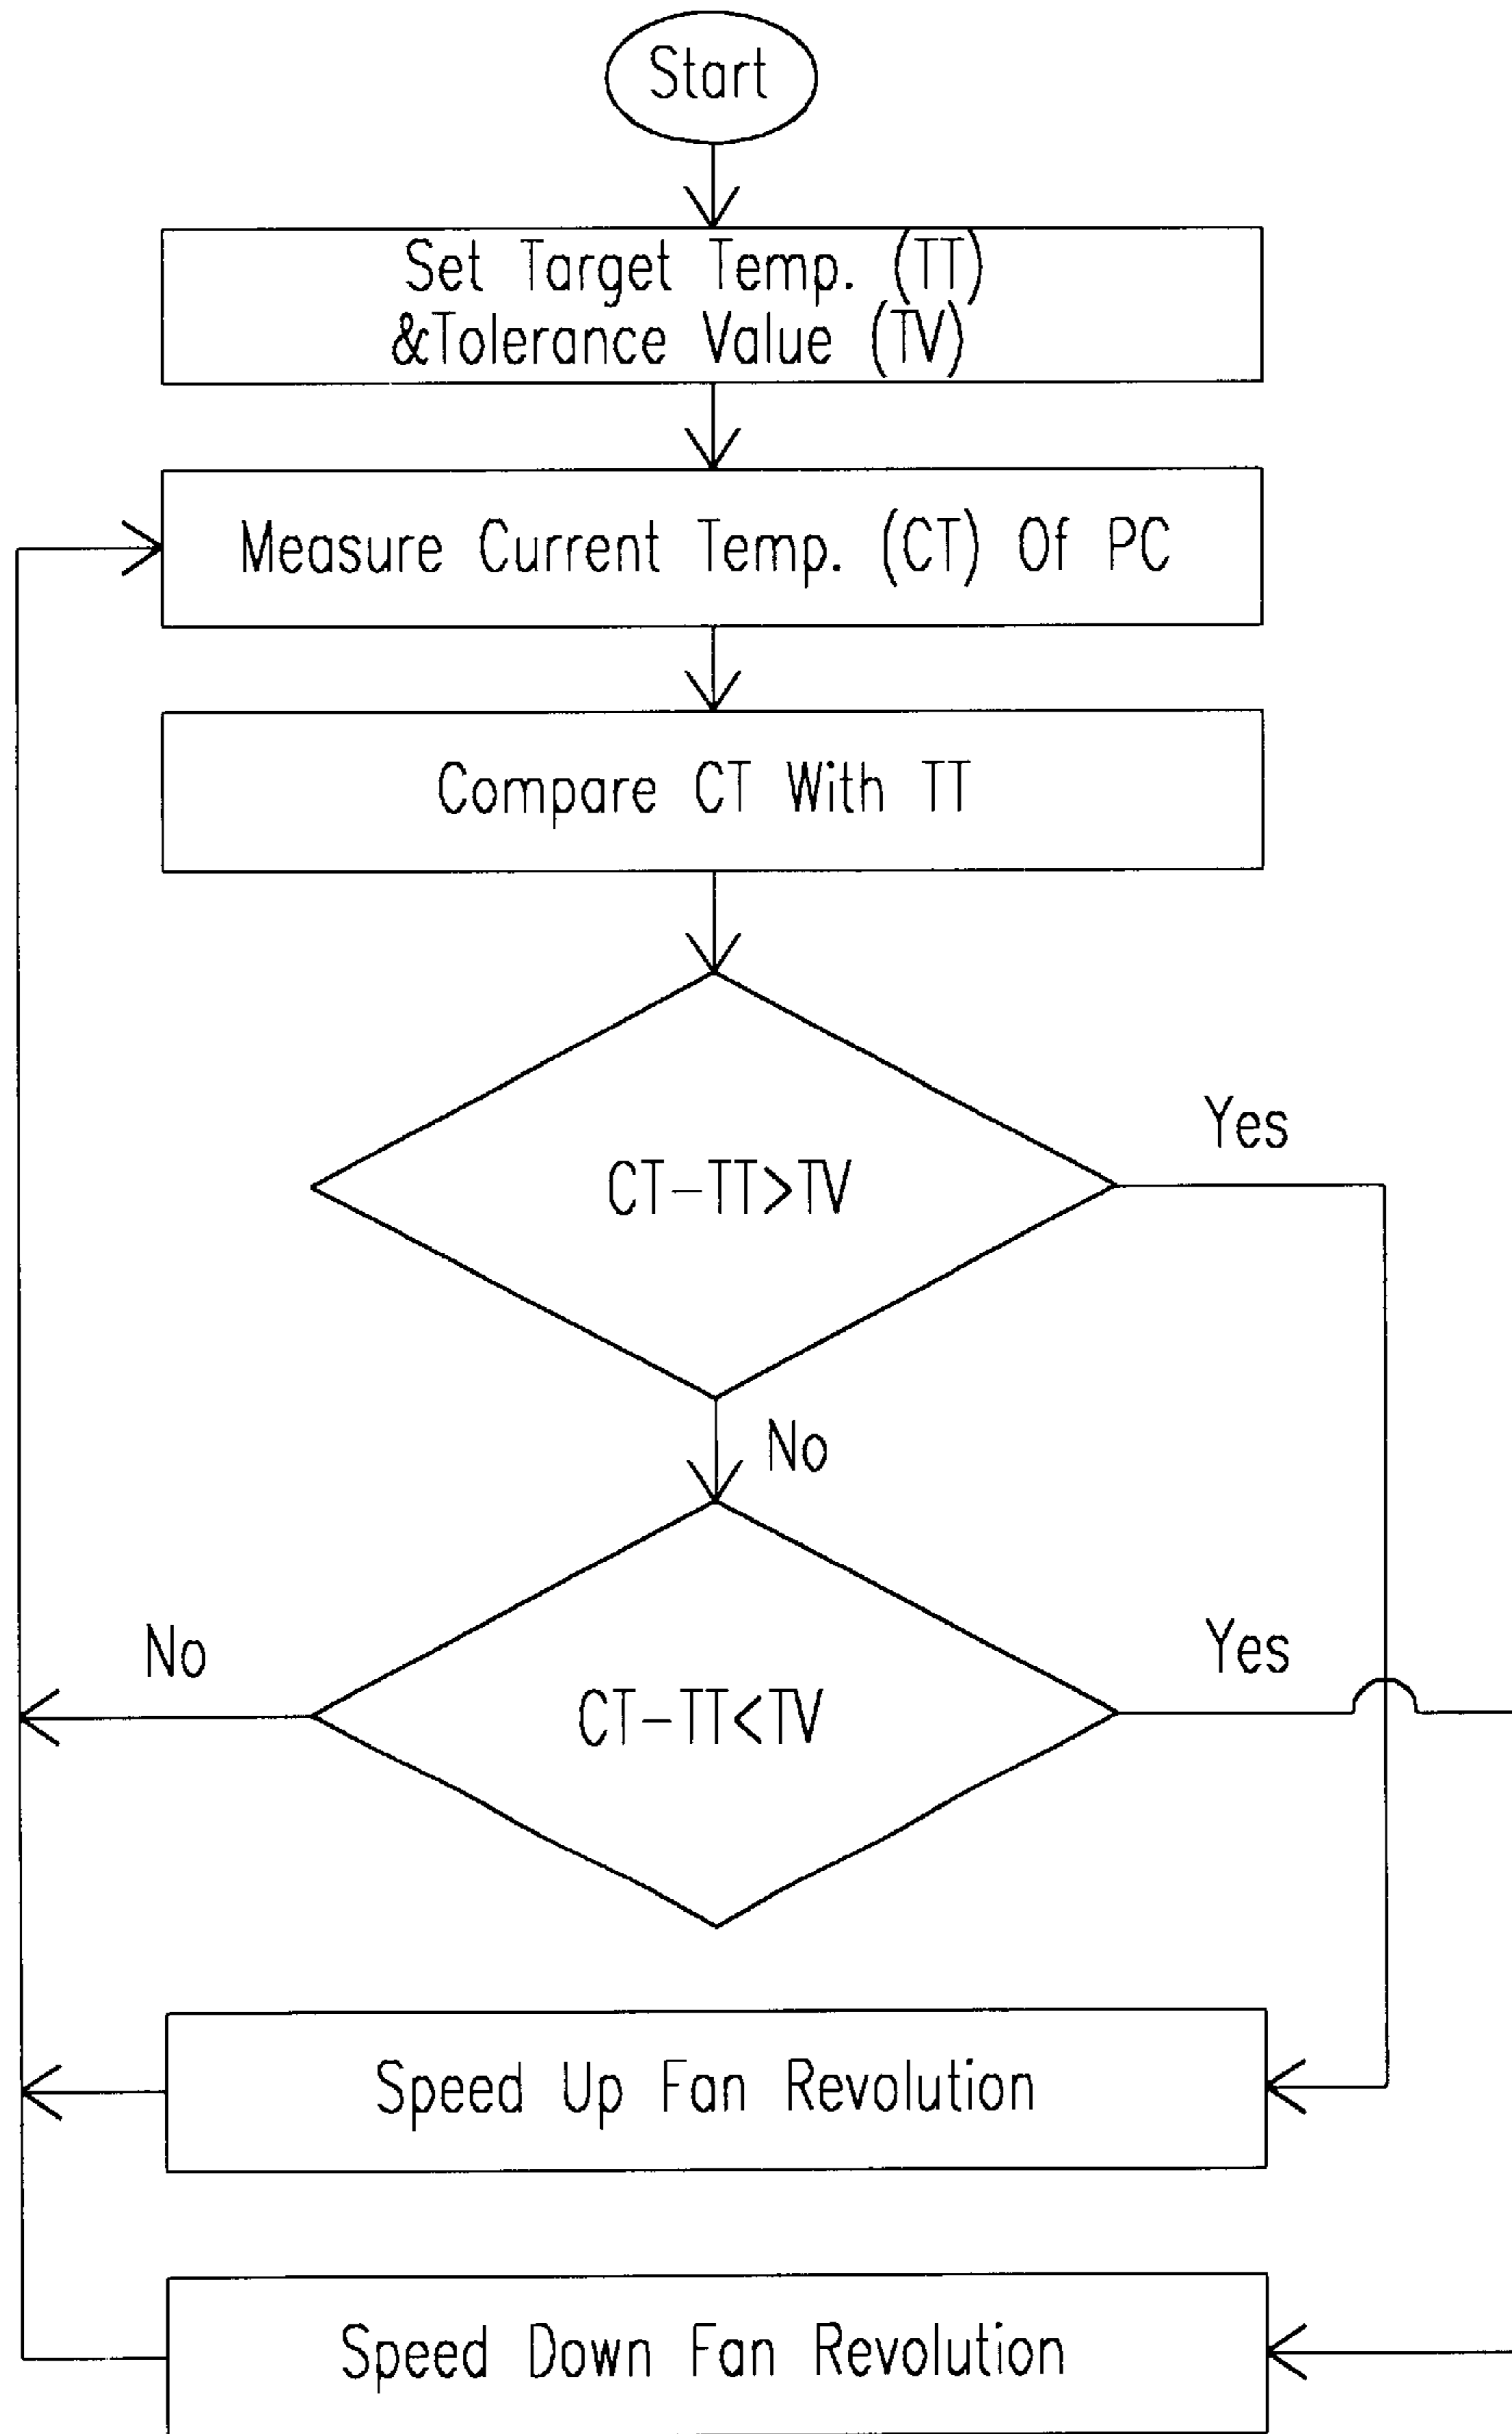 Start
Set Target Temp. (TT)
&Tolerance Value (TV)
Measure Current Temp. (CT) Of PC
Compare CT With TT
CT-TT>TV
Yes
No
CT-TT<TV
No
Yes
Speed Up Fan Revolution
Speed Down Fan Revolution